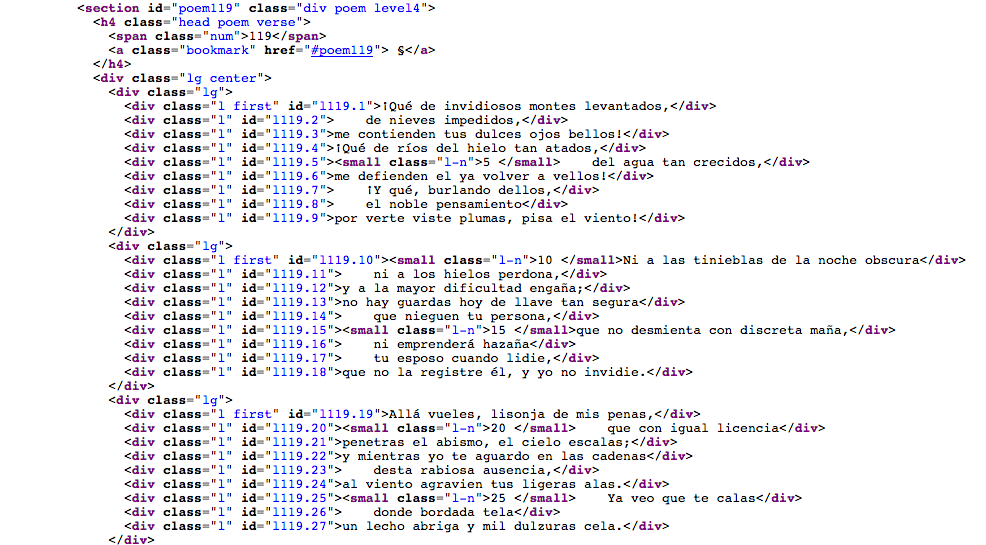 <section id="poem119" class="div poem level4">
<h4 class="head poem verse">
<span class="num">119</span>
<a class="bookmark" href="#poem119"> §</a>
</h4>
<div class="lg center">
<div class="lg">
<div class="l first" id="l119.1">¡Qué de invidiosos montes levantados,</div>
<div class="l" id="l119.2">    de nieves impedidos,</div>
<div class="l" id="l119.3">me contienden tus dulces ojos bellos!</div>
<div class="l" id="l119.4">¡Qué de ríos del hielo tan atados,</div>
<div class="l" id="l119.5"><small class="l-n">5 </small>    del agua tan crecidos,</div>
<div class="l" id="l119.6">me defienden el ya volver a vellos!</div>
<div class="l" id="l119.7">    ¡Y qué, burlando dellos,</div>
<div class="l" id="l119.8">    el noble pensamiento</div>
<div class="l" id="l119.9">por verte viste plumas, pisa el viento!</div>
</div>
<div class="lg">
<div class="l first" id="l119.10"><small class="l-n">10 </small>Ni a las tinieblas de la noche obscura</div>
<div class="l" id="l119.11">    ni a los hielos perdona,</div>
<div class="l" id="l119.12">y a la mayor dificultad engaña;</div>
<div class="l" id="l119.13">no hay guardas hoy de llave tan segura</div>
<div class="l" id="l119.14">    que nieguen tu persona,</div>
<div class="l" id="l119.15"><small class="l-n">15 </small>que no desmienta con discreta maña,</div>
<div class="l" id="l119.16">    ni emprenderá hazaña</div>
<div class="l" id="l119.17">    tu esposo cuando lidie,</div>
<div class="l" id="l119.18">que no la registre él, y yo no invidie.</div>
</div>
<div class="lg">
<div class="l first" id="l119.19">Allá vueles, lisonja de mis penas,</div>
<div class="l" id="l119.20"><small class="l-n">20 </small>    que con igual licencia</div>
<div class="l" id="l119.21">penetras el abismo, el cielo escalas;</div>
<div class="l" id="l119.22">y mientras yo te aguardo en las cadenas</div>
<div class="l" id="l119.23">    desta rabiosa ausencia,</div>
<div class="l" id="l119.24">al viento agravien tus ligeras alas.</div>
<div class="l" id="l119.25"><small class="l-n">25 </small>    Ya veo que te calas</div>
<div class="l" id="l119.26">    donde bordada tela</div>
<div class="l" id="l119.27">un lecho abriga y mil dulzuras cela.</div>
</div>